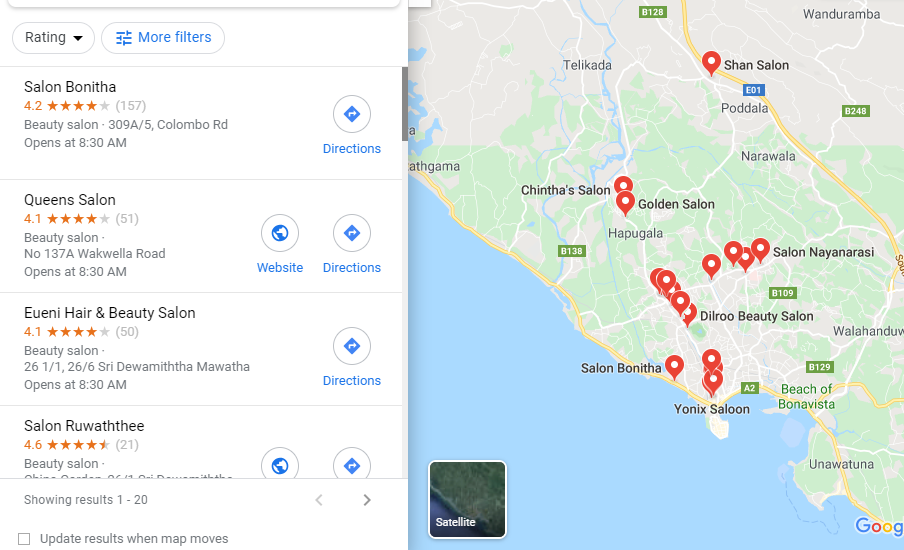 Rating
More filters
Salon Bonitha
4.2 (157)
Beauty salon · 309A/5, Colombo Rd
Opens at 8:30 AM
Directions
Queens Salon
4.1 (51)
Beauty salon ·
No 137A Wakwella Road
Opens at 8:30 AM
Website
Directions
Eueni Hair & Beauty Salon
4.1 (50)
Beauty salon ·
26 1/1, 26/6 Sri Dewamiththa Mawatha
Opens at 8:30 AM
Directions
Salon Ruwaththee
4.6 (21)
Beauty salon ·
Showing results 1 - 20
Update results when map moves
B128
Wanduramba
Telikada
Shan Salon
E01
Poddala
B248
athgama
Narawala
Chintha's Salon
Golden Salon
Hapugala
B138
Salon Nayanarasi
B109
Dilroo Beauty Salon
Walahanduw
Salon Bonitha
B129
A2
Beach of
Bonavista
Yonix Saloon
Unawatuna
Satellite
Goog